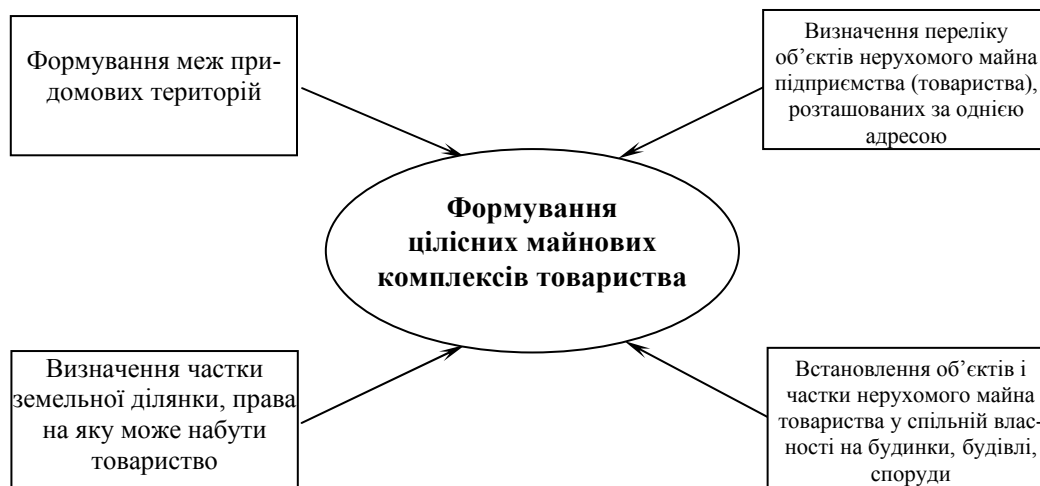 Формування меж при-
домових територій
Визначення переліку
об’єктів нерухомого майна
підприємства (товариства),
розташованих за однією
адресою
Формування
цілісних майнових
комплексів товариства
Визначення частки
земельної ділянки, права
на яку може набути
товариство
Встановлення об’єктів і
частки нерухомого майна
товариства у спільній влас-
ності на будинки, будівлі,
споруди